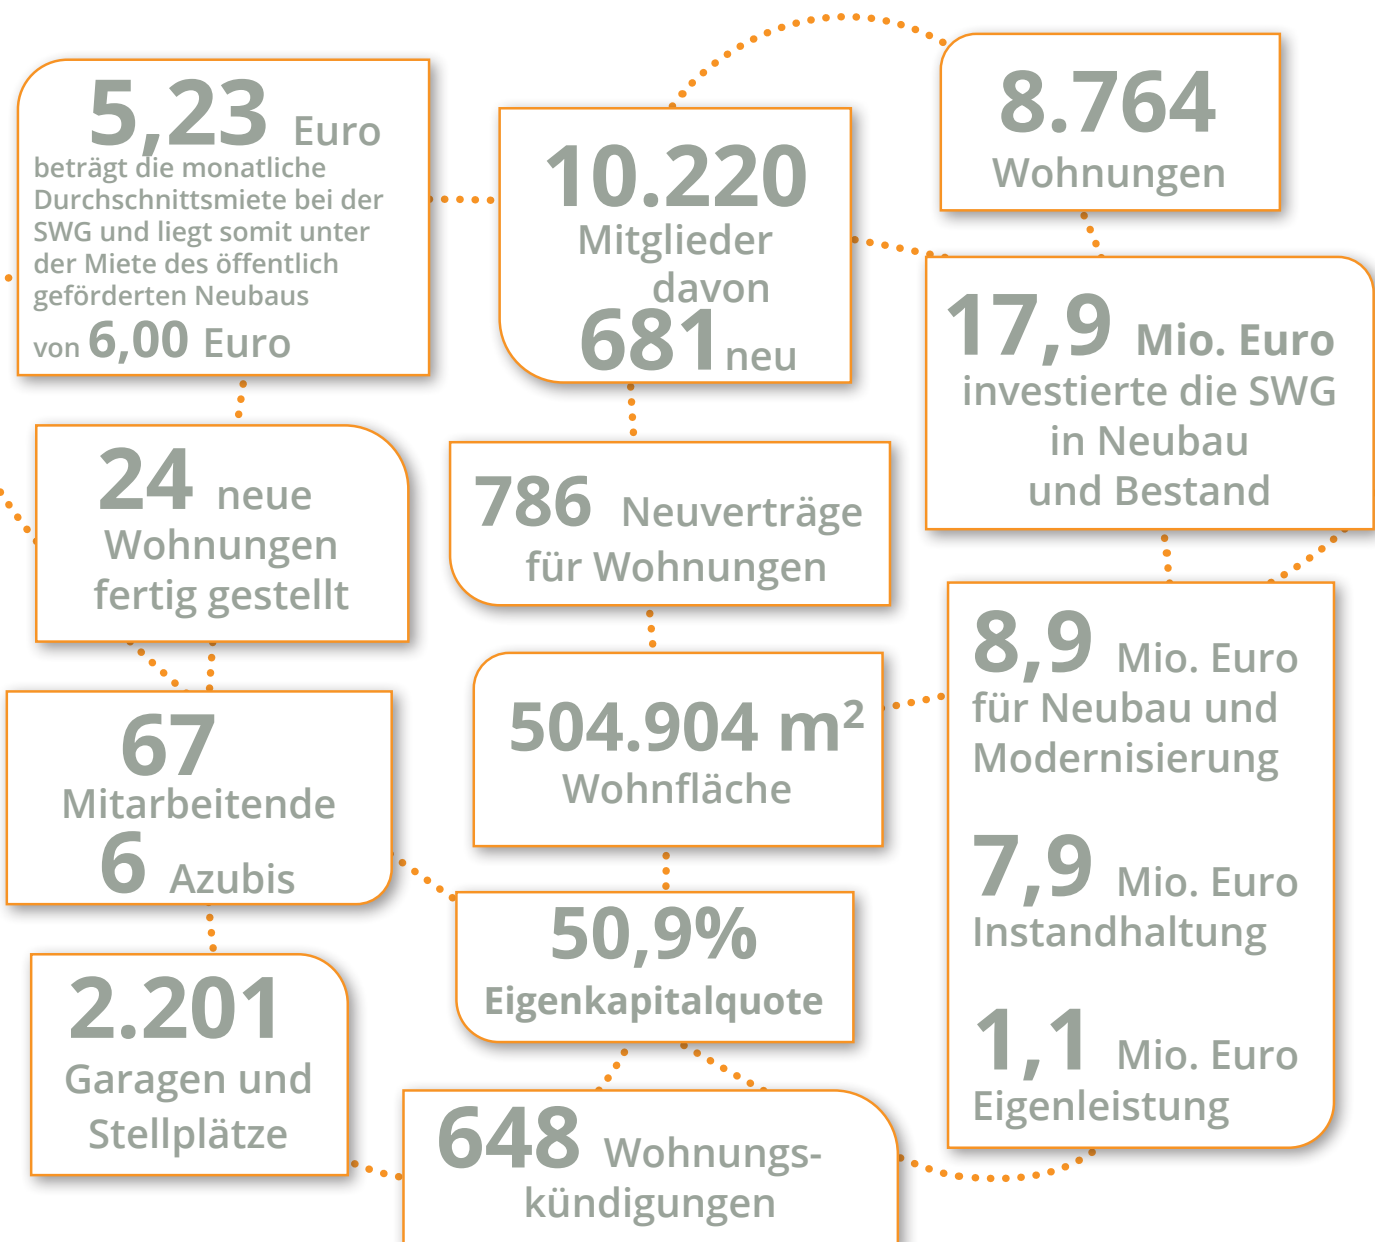 5,23 Euro
beträgt die monatliche
Durchschnittsmiete bei der
SWG und liegt somit unter
der Miete des öffentlich
geförderten Neubaus
von 6,00 Euro
10.220
Mitglieder
davon
681 neu
8.764
Wohnungen
17,9 Mio. Euro
investierte die SWG
in Neubau
und Bestand
24 neue
Wohnungen
fertig gestellt
786 Neuverträge
für Wohnungen
8,9 Mio. Euro
für Neubau und
Modernisierung
7,9 Mio. Euro
Instandhaltung
1,1 Mio. Euro
Eigenleistung
504.904 m²
Wohnfläche
67
Mitarbeitende
6 Azubis
50,9%
Eigenkapitalquote
2.201
Garagen und
Stellplätze
648 Wohnungs-
kündigungen